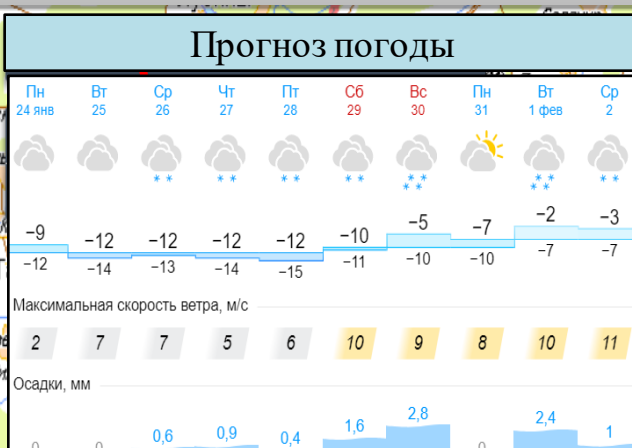 Прогноз погоды
Пн Вт Ср Чт Пт Сб Вс Пн Вт Ср
24 янв 25 26 27 28 29 30 31 1 фев 2
−9 −12 −12 −12 −12 −10 −5 −7 −2 −3
−12 −14 −13 −14 −15 −11 −10 −10 −7 −7
Максимальная скорость ветра, м/с
2 7 7 5 6 10 9 8 10 11
Осадки, мм
0 0 0,6 0,9 0,4 1,6 2,8 0 2,4 1